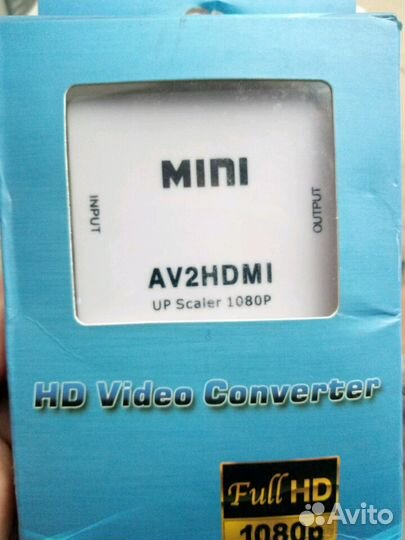 MINI
INPUT
OUTPUT
AV2HDMI
UP Scaler 1080P
HD Video Converter
Full HD
1080p
Avito